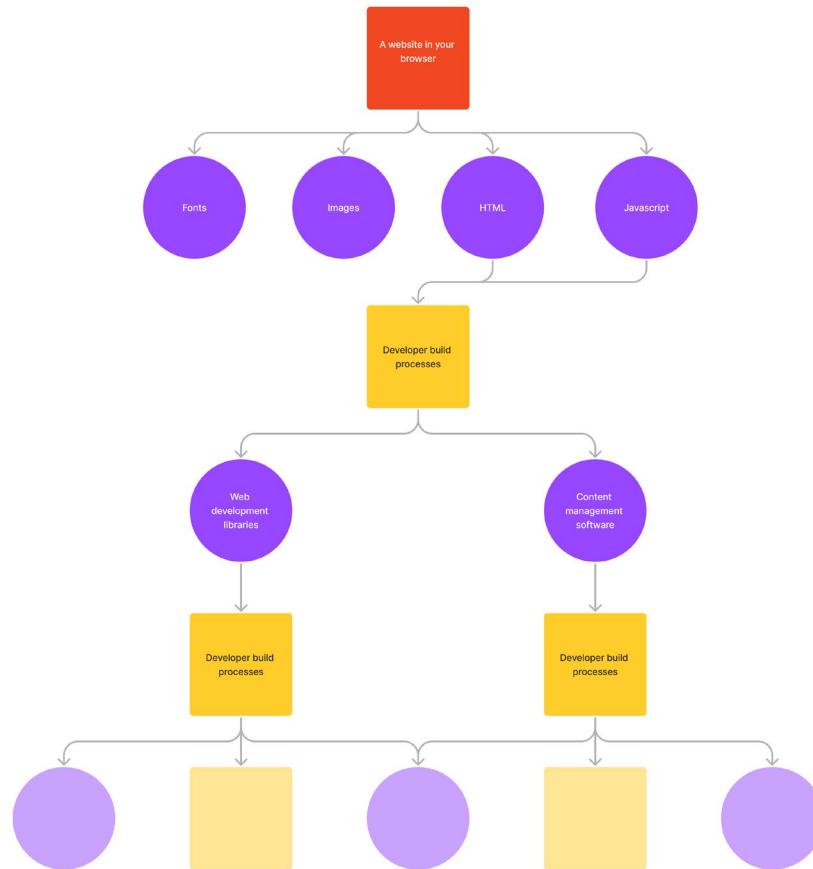 A website in your
browser
Fonts
Images
HTML
Javascript
Developer build
processes
Web
development
libraries
Content
management
software
Developer build
processes
Developer build
processes